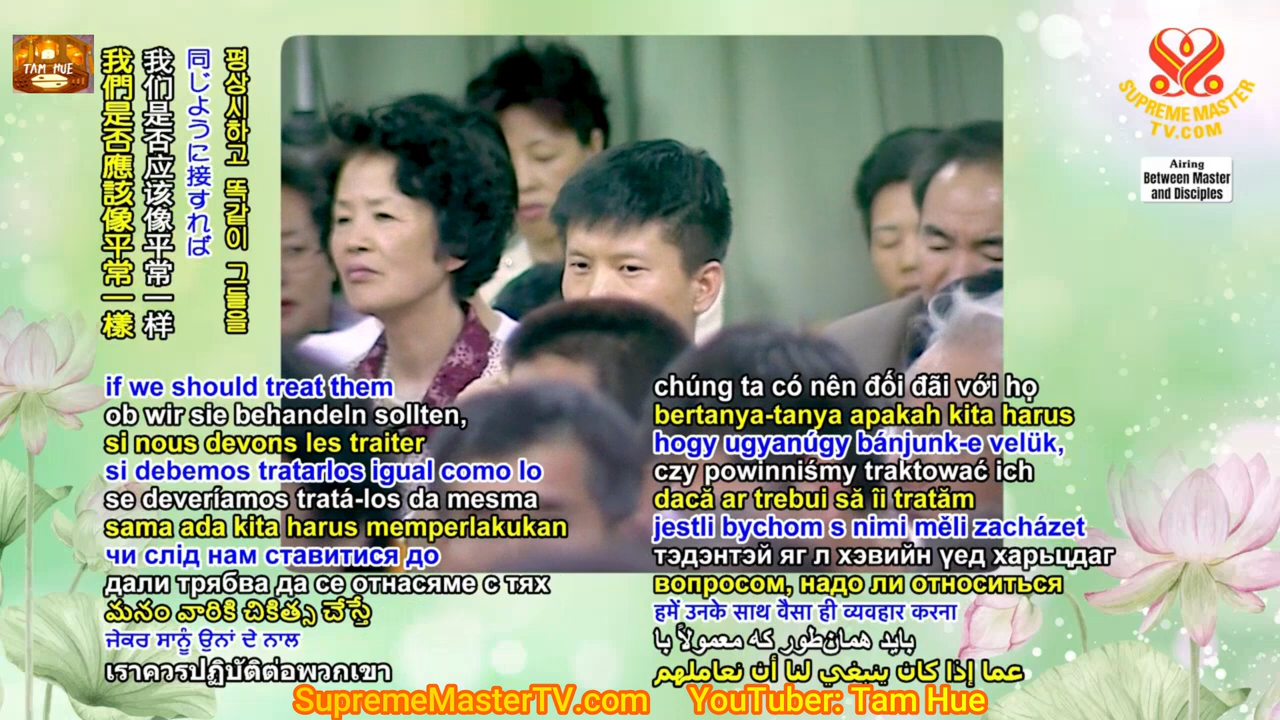 TAM HUE
我們是否應該像平常一樣
我们是否应该像平常一样
同じように接すれば
평상시하고 똑같이 그들을
SUPREME MASTER
TV.COM
Airing
Between Master
and Disciples
if we should treat them
ob wir sie behandeln sollten,
si nous devons les traiter
si debemos tratarlos igual como lo
se deveríamos tratá-los da mesma
sama ada kita harus memperlakukan
чи слід нам ставитися до
дали трябва да се отнасяме с тях
మనం వారికి చికిత్స చేస్తే
ਜੇਕਰ ਸਾਨੂੰ ਉਨਾਂ ਦੇ ਨਾਲ
เราควรปฏิบัติต่อพวกเขา
chúng ta có nên đối đãi với họ
bertanya-tanya apakah kita harus
hogy ugyanúgy bánjunk-e velük,
czy powinniśmy traktować ich
dacă ar trebui să îi tratăm
jestli bychom s nimi měli zacházet
тэдэнтэй яг л хэвийн үед харьцдаг
вопросом, надо ли относиться
हमें उनके साथ वैसा ही व्यवहार करना
باید همان‌طور که معمولاً با
عما إذا كان ينبغي لنا أن نعاملهم
SupremeMasterTV.com YouTuber: Tam Hue